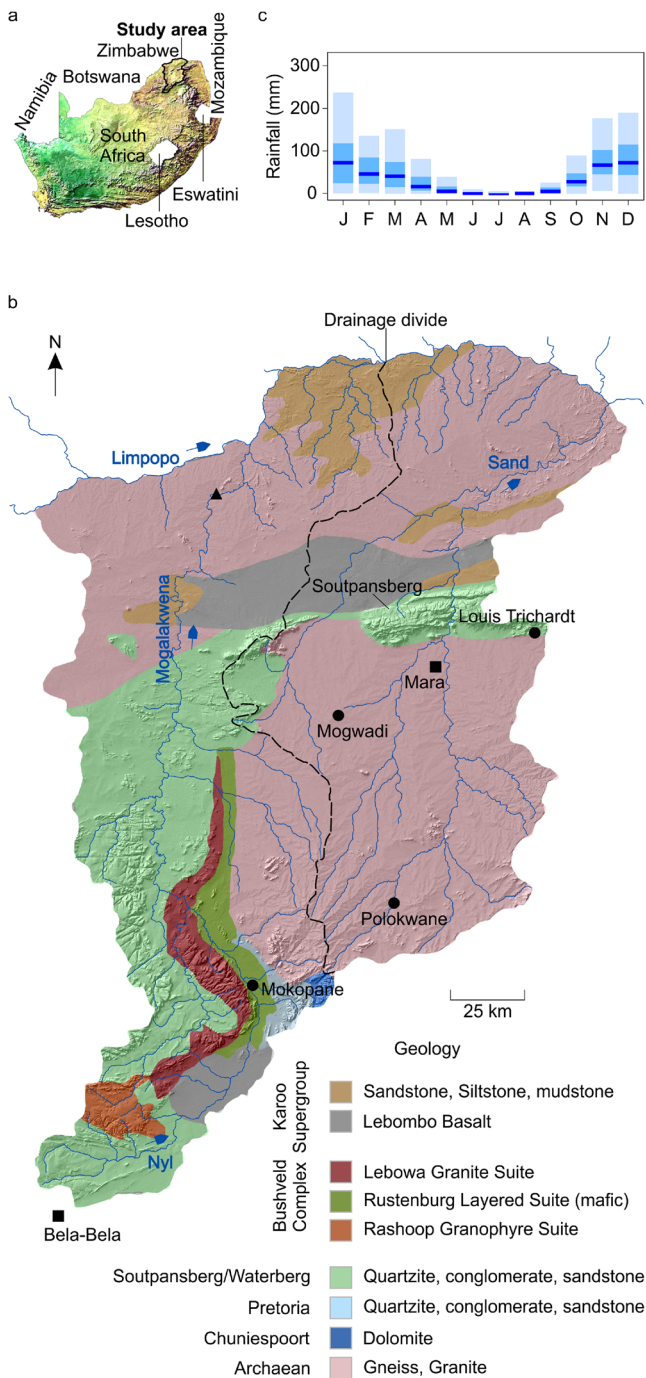 a
Study area
Zimbabwe
Botswana
Mozambique
Namibia
South
Africa
Eswatini
Lesotho
c
Rainfall (mm)
300
200
100
0
J F M A M J J A S O N D
b
Drainage divide
N
Limpopo
Sand
Soutpansberg
Mogalakwena
Louis Trichardt
Mara
Mogwadi
Polokwane
Mokopane
25 km
Nyl
Bela-Bela
Geology
Karoo
Supergroup
Sandstone, Siltstone, mudstone
Lebombo Basalt
Bushveld
Complex
Lebowa Granite Suite
Rustenburg Layered Suite (mafic)
Rashoop Granophyre Suite
Soutpansberg/Waterberg Quartzite, conglomerate, sandstone
Pretoria Quartzite, conglomerate, sandstone
Chuniespoort Dolomite
Archaean Gneiss, Granite